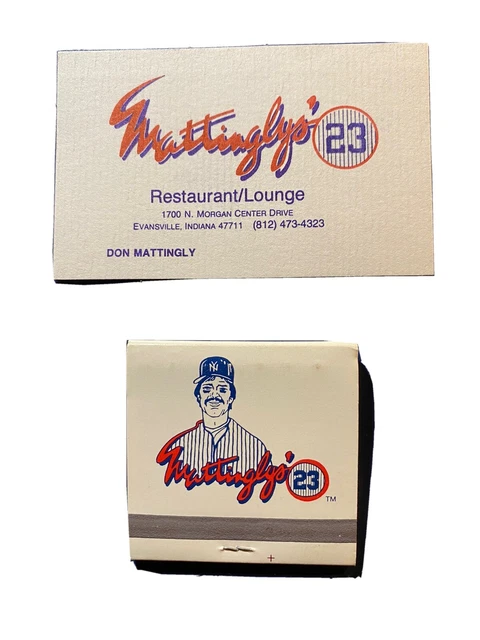 Mattinglys' 23
Restaurant/Lounge
1700 N. MORGAN CENTER DRIVE
EVANSVILLE, INDIANA 47711 (812) 473-4323
DON MATTINGLY
NY
Mattinglys' 23
TM